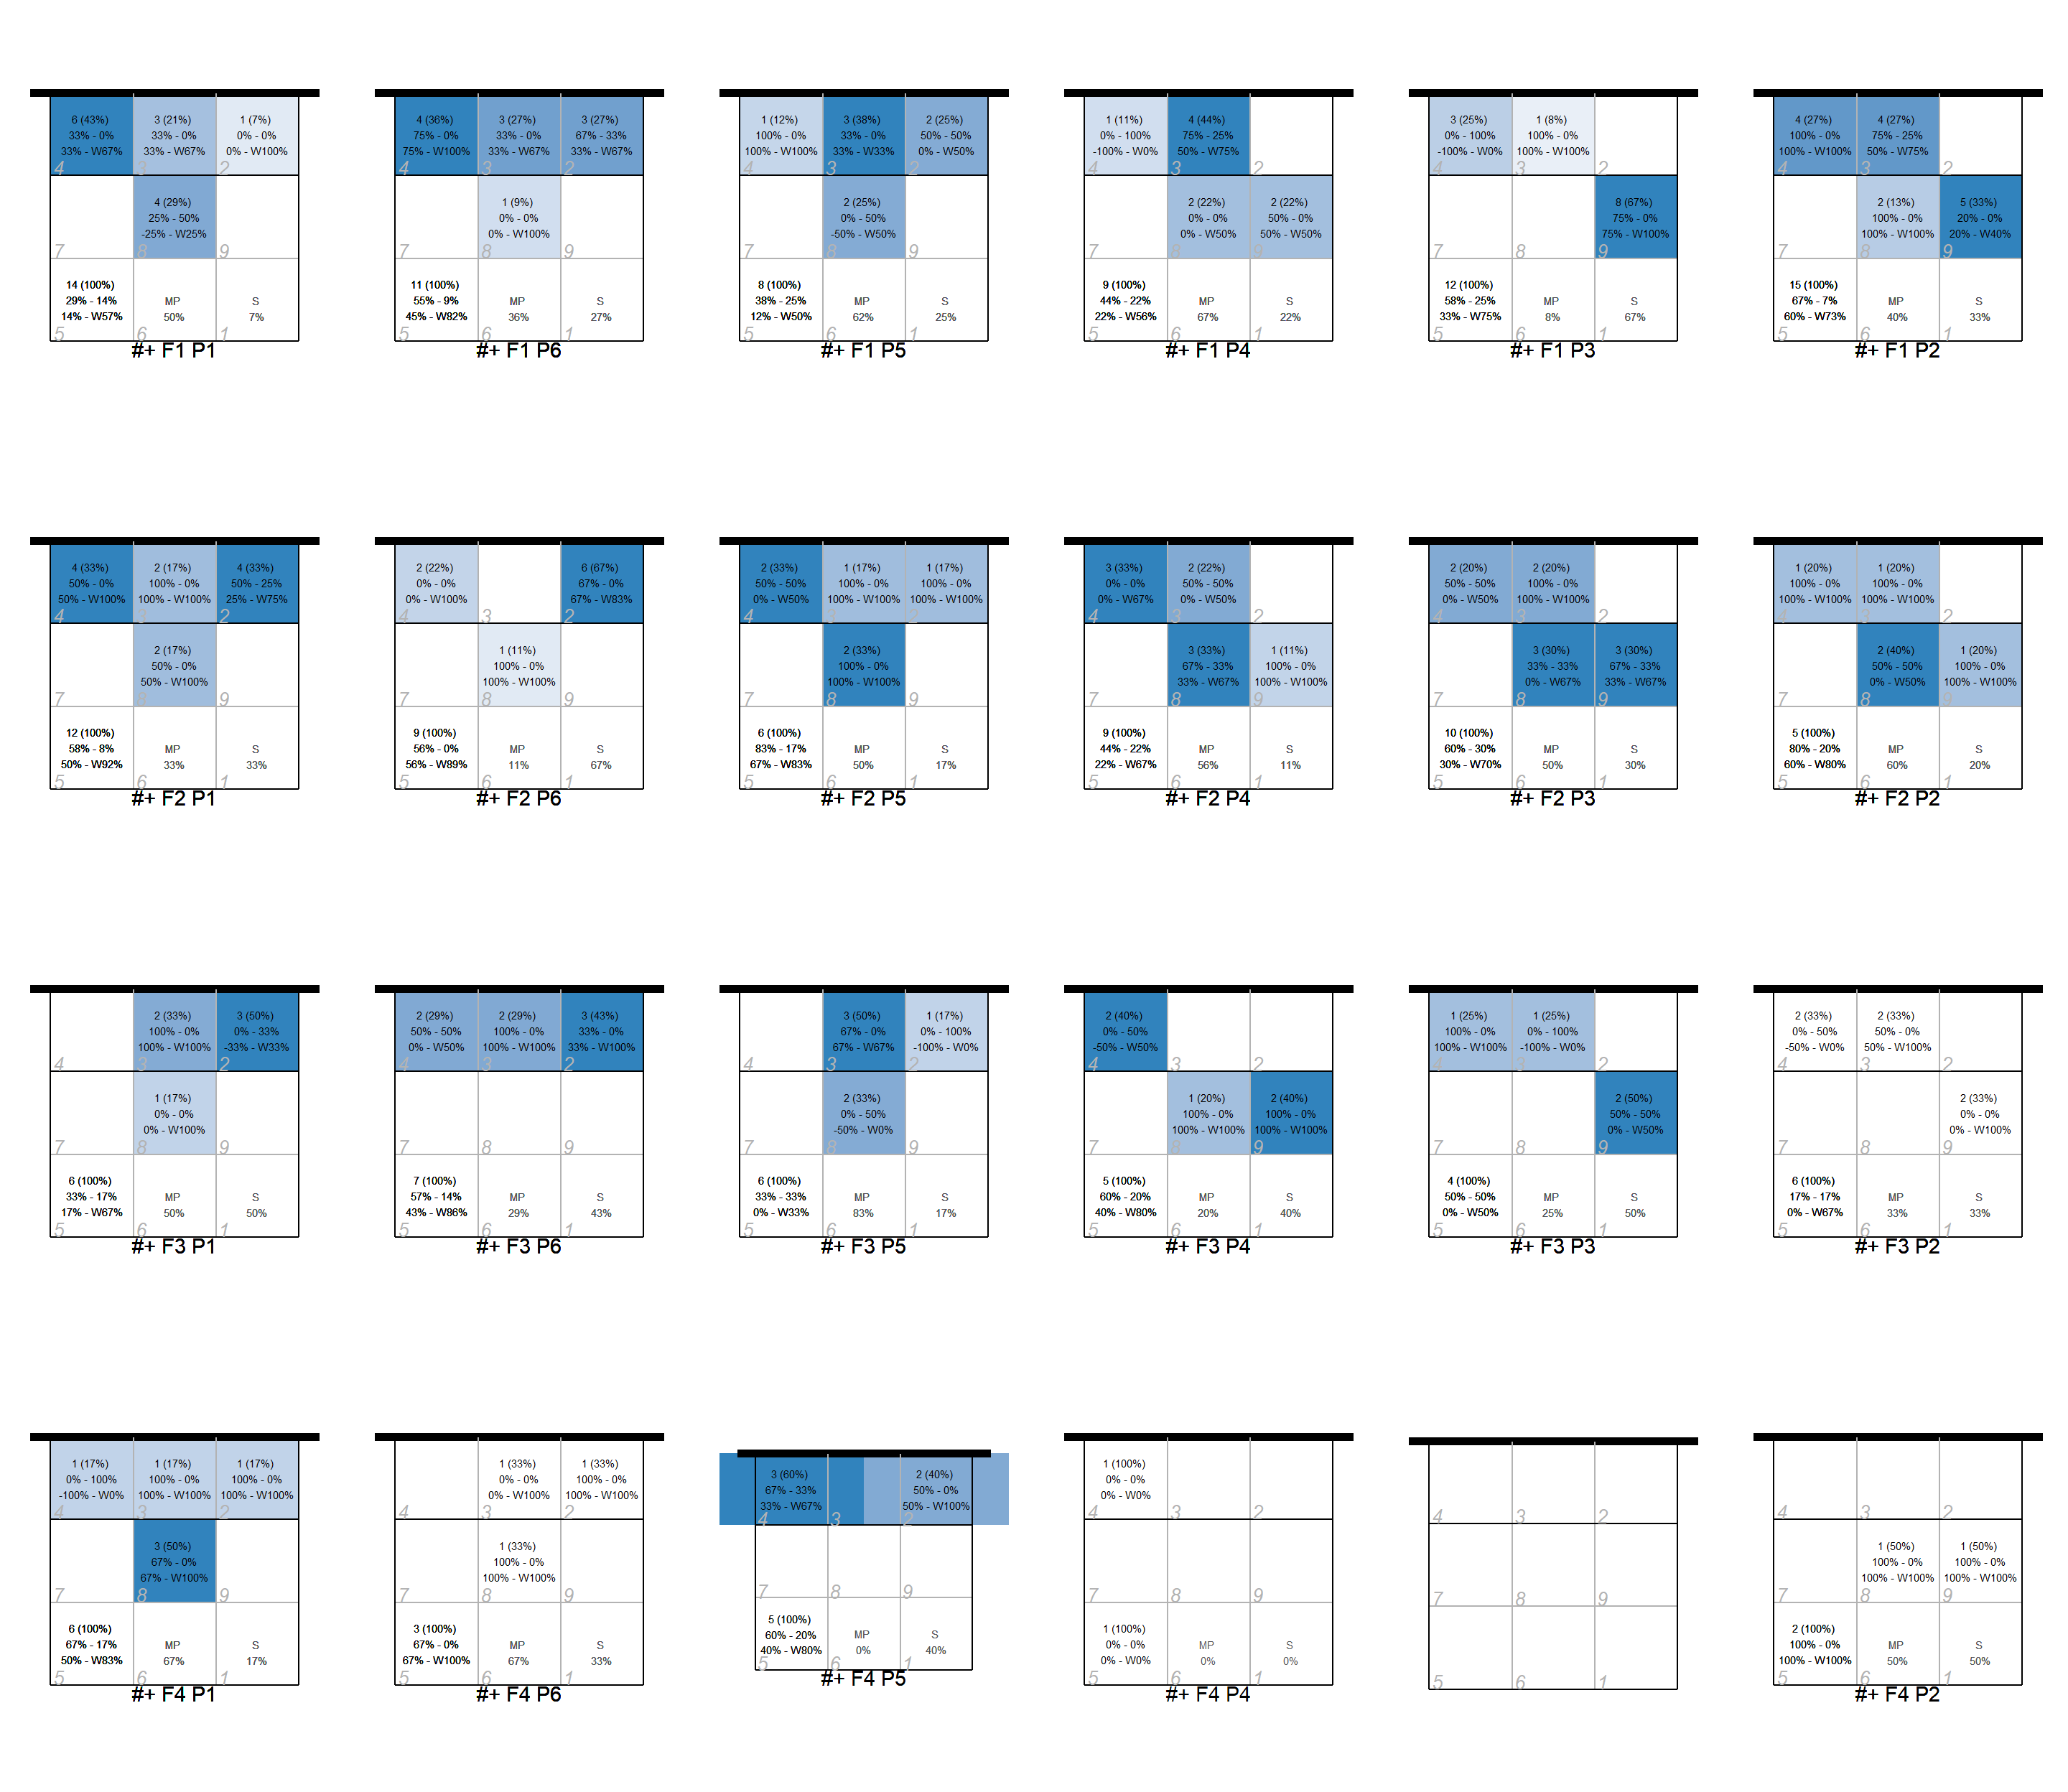 6 (43%)
33% - 0%
33% - W67%
4
3 (21%)
33% - 0%
33% - W67%
3
1 (7%)
0% - 0%
0% - W100%
2
7
4 (29%)
25% - 50%
-25% - W25%
8
9
14 (100%)
29% - 14%
14% - W57%
5
MP
50%
6
S
7%
1
#+ F1 P1
4 (36%)
75% - 0%
75% - W100%
4
3 (27%)
33% - 0%
33% - W67%
3
3 (27%)
67% - 33%
33% - W67%
2
7
1 (9%)
0% - 0%
0% - W100%
8
9
11 (100%)
55% - 9%
45% - W82%
5
MP
36%
6
S
27%
1
#+ F1 P6
1 (12%)
100% - 0%
100% - W100%
4
3 (38%)
33% - 0%
33% - W33%
3
2 (25%)
50% - 50%
0% - W50%
2
7
2 (25%)
0% - 50%
-50% - W50%
8
9
8 (100%)
38% - 25%
12% - W50%
5
MP
62%
6
S
25%
1
#+ F1 P5
1 (11%)
0% - 100%
-100% - W0%
4
4 (44%)
75% - 25%
50% - W75%
3
2
7
2 (22%)
0% - 0%
0% - W50%
8
2 (22%)
50% - 0%
50% - W50%
9
9 (100%)
44% - 22%
22% - W56%
5
MP
67%
6
S
22%
1
#+ F1 P4
3 (25%)
0% - 100%
-100% - W0%
4
1 (8%)
100% - 0%
100% - W100%
3
2
7
8
8 (67%)
75% - 0%
75% - W100%
9
12 (100%)
58% - 25%
33% - W75%
5
MP
8%
6
S
67%
1
#+ F1 P3
4 (27%)
100% - 0%
100% - W100%
4
4 (27%)
75% - 25%
50% - W75%
3
2
7
2 (13%)
100% - 0%
100% - W100%
8
5 (33%)
20% - 0%
20% - W40%
9
15 (100%)
67% - 7%
60% - W73%
5
MP
40%
6
S
33%
1
#+ F1 P2
4 (33%)
50% - 0%
50% - W100%
4
2 (17%)
100% - 0%
100% - W100%
3
4 (33%)
50% - 25%
25% - W75%
2
7
2 (17%)
50% - 0%
50% - W100%
8
9
12 (100%)
58% - 8%
50% - W92%
5
MP
33%
6
S
33%
1
#+ F2 P1
2 (22%)
0% - 0%
0% - W100%
4
3
6 (67%)
67% - 0%
67% - W83%
2
7
1 (11%)
100% - 0%
100% - W100%
8
9
9 (100%)
56% - 0%
56% - W89%
5
MP
11%
6
S
67%
1
#+ F2 P6
2 (33%)
50% - 50%
0% - W50%
4
1 (17%)
100% - 0%
100% - W100%
3
1 (17%)
100% - 0%
100% - W100%
2
7
2 (33%)
100% - 0%
100% - W100%
8
9
6 (100%)
83% - 17%
67% - W83%
5
MP
50%
6
S
17%
1
#+ F2 P5
3 (33%)
0% - 0%
0% - W67%
4
2 (22%)
50% - 50%
0% - W50%
3
2
7
3 (33%)
67% - 33%
33% - W67%
8
1 (11%)
100% - 0%
100% - W100%
9
9 (100%)
44% - 22%
22% - W67%
5
MP
56%
6
S
11%
1
#+ F2 P4
2 (20%)
50% - 50%
0% - W50%
4
2 (20%)
100% - 0%
100% - W100%
3
2
7
3 (30%)
33% - 33%
0% - W67%
8
3 (30%)
67% - 33%
33% - W67%
9
10 (100%)
60% - 30%
30% - W70%
5
MP
50%
6
S
30%
1
#+ F2 P3
1 (20%)
100% - 0%
100% - W100%
4
1 (20%)
100% - 0%
100% - W100%
3
2
7
2 (40%)
50% - 50%
0% - W50%
8
1 (20%)
100% - 0%
100% - W100%
9
5 (100%)
80% - 20%
60% - W80%
5
MP
60%
6
S
20%
1
#+ F2 P2
4
2 (33%)
100% - 0%
100% - W100%
3
3 (50%)
0% - 33%
-33% - W33%
2
7
1 (17%)
0% - 0%
0% - W100%
8
9
6 (100%)
33% - 17%
17% - W67%
5
MP
50%
6
S
50%
1
#+ F3 P1
2 (29%)
50% - 50%
0% - W50%
4
2 (29%)
100% - 0%
100% - W100%
3
3 (43%)
33% - 0%
33% - W100%
2
7
8
9
7 (100%)
57% - 14%
43% - W86%
5
MP
29%
6
S
43%
1
#+ F3 P6
4
3 (50%)
67% - 0%
67% - W67%
3
1 (17%)
0% - 100%
-100% - W0%
2
7
2 (33%)
0% - 50%
-50% - W0%
8
9
6 (100%)
33% - 33%
0% - W33%
5
MP
83%
6
S
17%
1
#+ F3 P5
2 (40%)
0% - 50%
-50% - W50%
4
3
2
7
1 (20%)
100% - 0%
100% - W100%
8
2 (40%)
100% - 0%
100% - W100%
9
5 (100%)
60% - 20%
40% - W80%
5
MP
20%
6
S
40%
1
#+ F3 P4
1 (25%)
100% - 0%
100% - W100%
4
1 (25%)
0% - 100%
-100% - W0%
3
2
7
8
2 (50%)
50% - 50%
0% - W50%
9
4 (100%)
50% - 50%
0% - W50%
5
MP
25%
6
S
50%
1
#+ F3 P3
2 (33%)
0% - 50%
-50% - W0%
4
2 (33%)
50% - 0%
50% - W100%
3
2
7
8
2 (33%)
0% - 0%
0% - W100%
9
6 (100%)
17% - 17%
0% - W67%
5
MP
33%
6
S
33%
1
#+ F3 P2
1 (17%)
0% - 100%
-100% - W0%
4
1 (17%)
100% - 0%
100% - W100%
3
1 (17%)
100% - 0%
100% - W100%
2
7
3 (50%)
67% - 0%
67% - W100%
8
9
6 (100%)
67% - 17%
50% - W83%
5
MP
67%
6
S
17%
1
#+ F4 P1
4
1 (33%)
0% - 0%
0% - W100%
3
1 (33%)
100% - 0%
100% - W100%
2
7
1 (33%)
100% - 0%
100% - W100%
8
9
3 (100%)
67% - 0%
67% - W100%
5
MP
67%
6
S
33%
1
#+ F4 P6
3 (60%)
67% - 33%
33% - W67%
4
3
2 (40%)
50% - 0%
50% - W100%
2
7
8
9
5 (100%)
60% - 20%
40% - W80%
5
MP
0%
6
S
40%
1
#+ F4 P5
1 (100%)
0% - 0%
0% - W0%
4
3
2
7
8
9
1 (100%)
0% - 0%
0% - W0%
5
MP
0%
6
S
0%
1
#+ F4 P4
4
3
2
7
8
9
5
6
1
4
3
2
7
1 (50%)
100% - 0%
100% - W100%
8
1 (50%)
100% - 0%
100% - W100%
9
2 (100%)
100% - 0%
100% - W100%
5
MP
50%
6
S
50%
1
#+ F4 P2